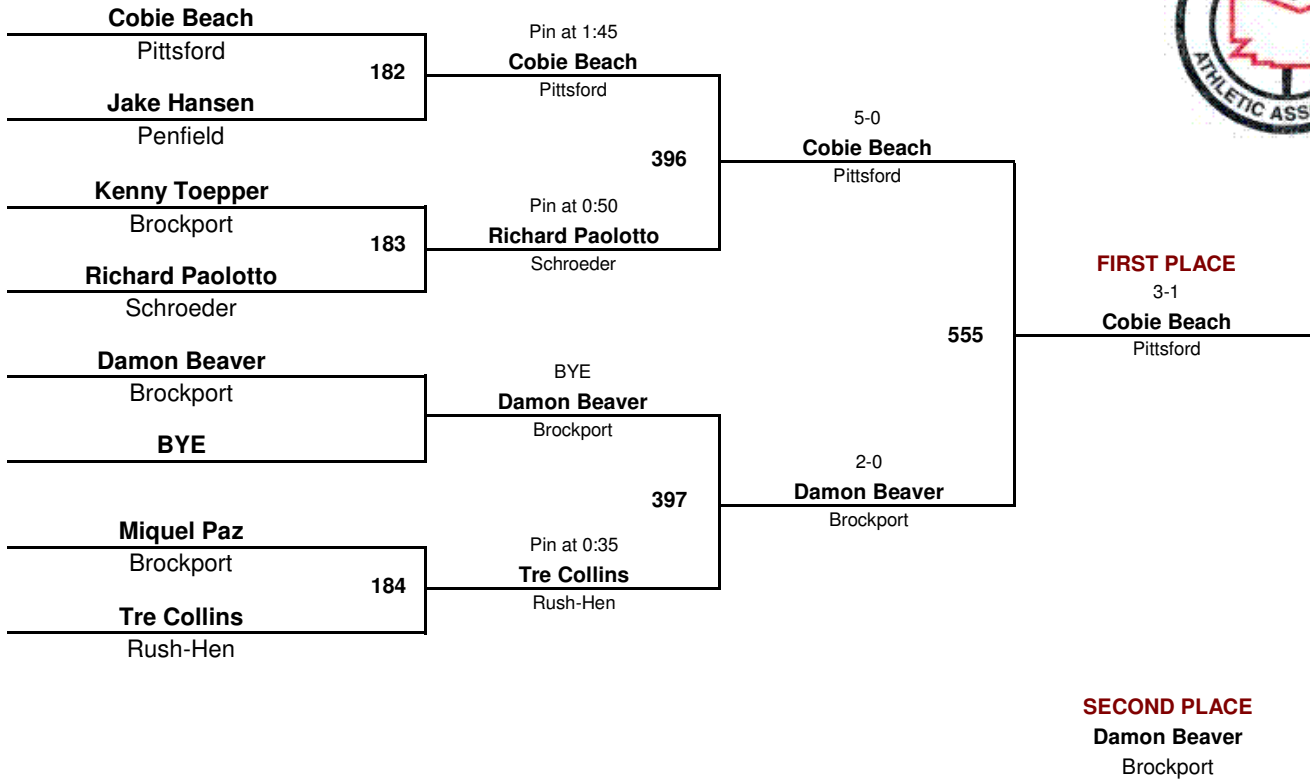 Cobie Beach
Pittsford
182
Jake Hansen
Penfield
Kenny Toepper
Brockport
183
Richard Paolotto
Schroeder
Damon Beaver
Brockport
BYE
Miquel Paz
Brockport
184
Tre Collins
Rush-Hen
Pin at 1:45
Cobie Beach
Pittsford
396
Pin at 0:50
Richard Paolotto
Schroeder
BYE
Damon Beaver
Brockport
397
Pin at 0:35
Tre Collins
Rush-Hen
5-0
Cobie Beach
Pittsford
555
2-0
Damon Beaver
Brockport
ATHLETIC
FIRST PLACE
3-1
Cobie Beach
Pittsford
SECOND PLACE
Damon Beaver
Brockport